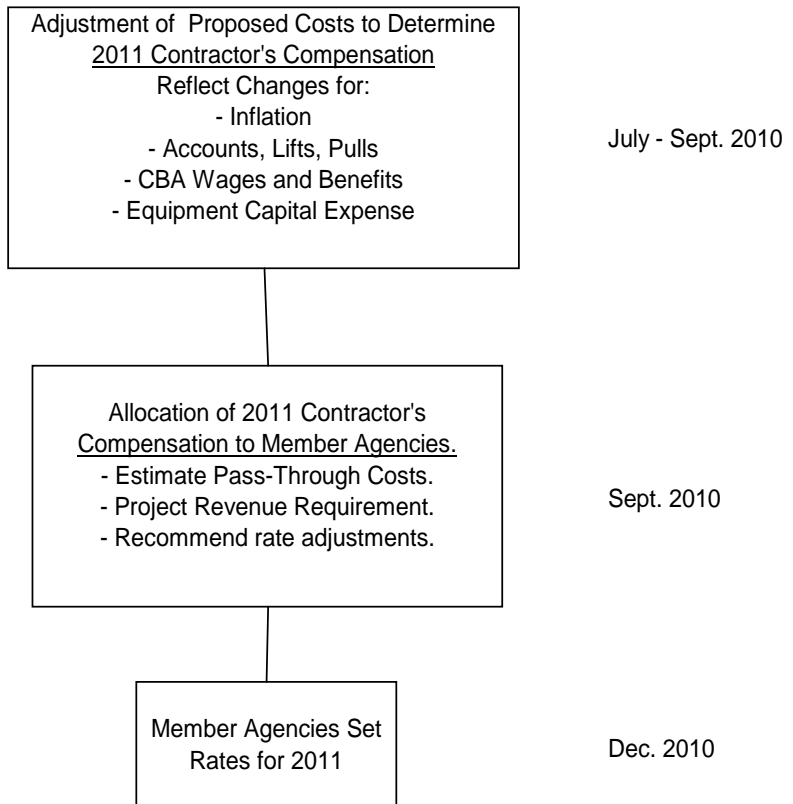 Adjustment of Proposed Costs to Determine
2011 Contractor's Compensation
Reflect Changes for:
- Inflation
- Accounts, Lifts, Pulls
- CBA Wages and Benefits
- Equipment Capital Expense
July - Sept. 2010
Allocation of 2011 Contractor's
Compensation to Member Agencies.
- Estimate Pass-Through Costs.
- Project Revenue Requirement.
- Recommend rate adjustments.
Sept. 2010
Member Agencies Set
Rates for 2011
Dec. 2010